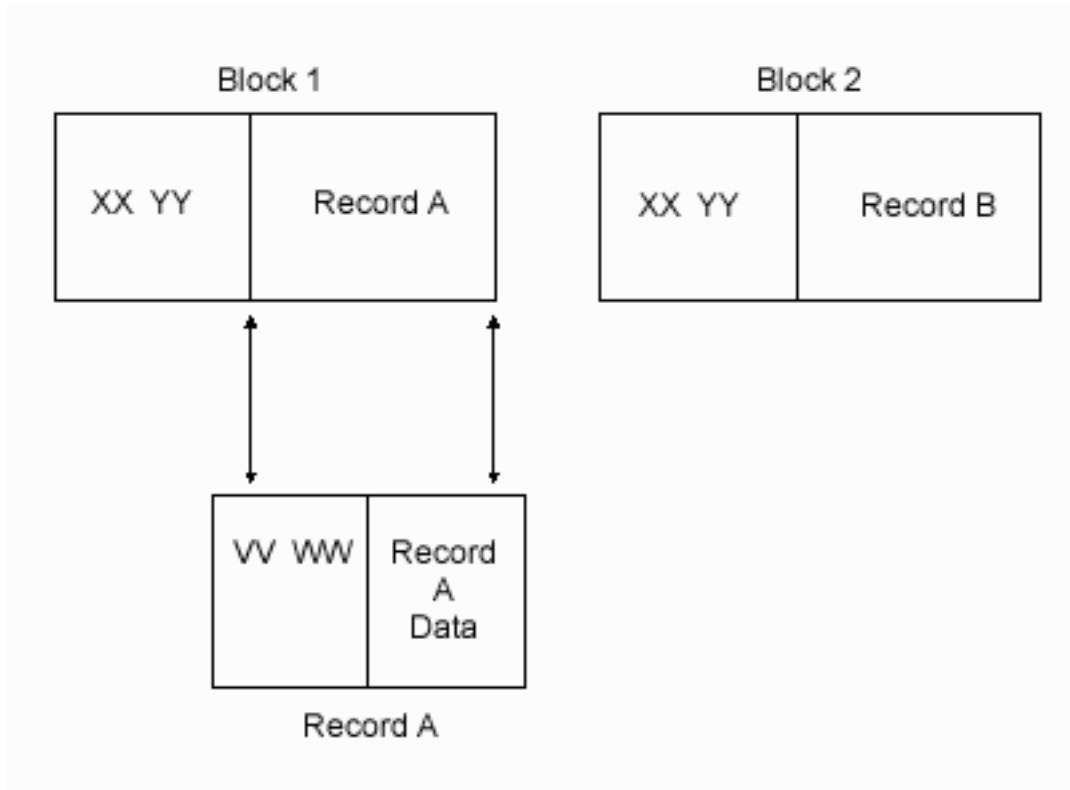 Block 1
Block 2
XX YY
Record A
XX YY
Record B
VV WW
Record
A
Data
Record A